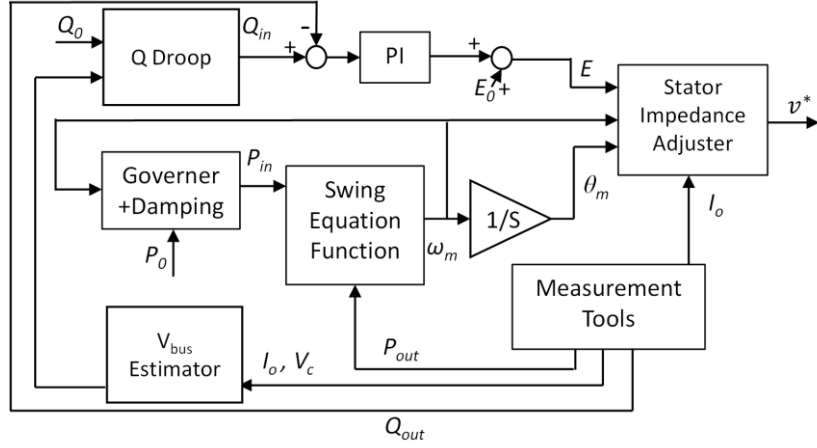 Q0
Q Droop
Qin
-
+
PI
+
E0+
E
Stator
Impedance
Adjuster
v*
Governer
+Damping
Pin
P0
Swing
Equation
Function
ωm
1/S
θm
Io
Measurement
Tools
Vbus
Estimator
Io , Vc
Pout
Qout